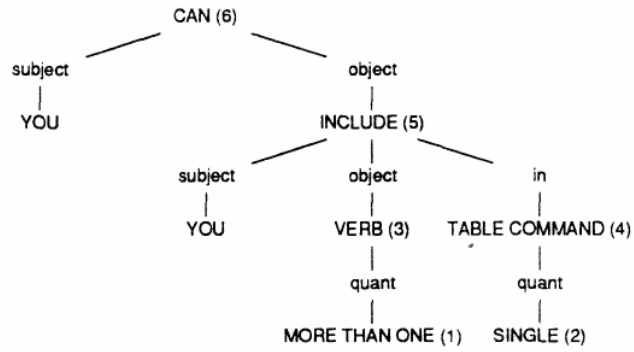 CAN (6)
subject object
YOU INCLUDE (5)
subject object in
YOU VERB (3) TABLE COMMAND (4)
quant quant
MORE THAN ONE (1) SINGLE (2)